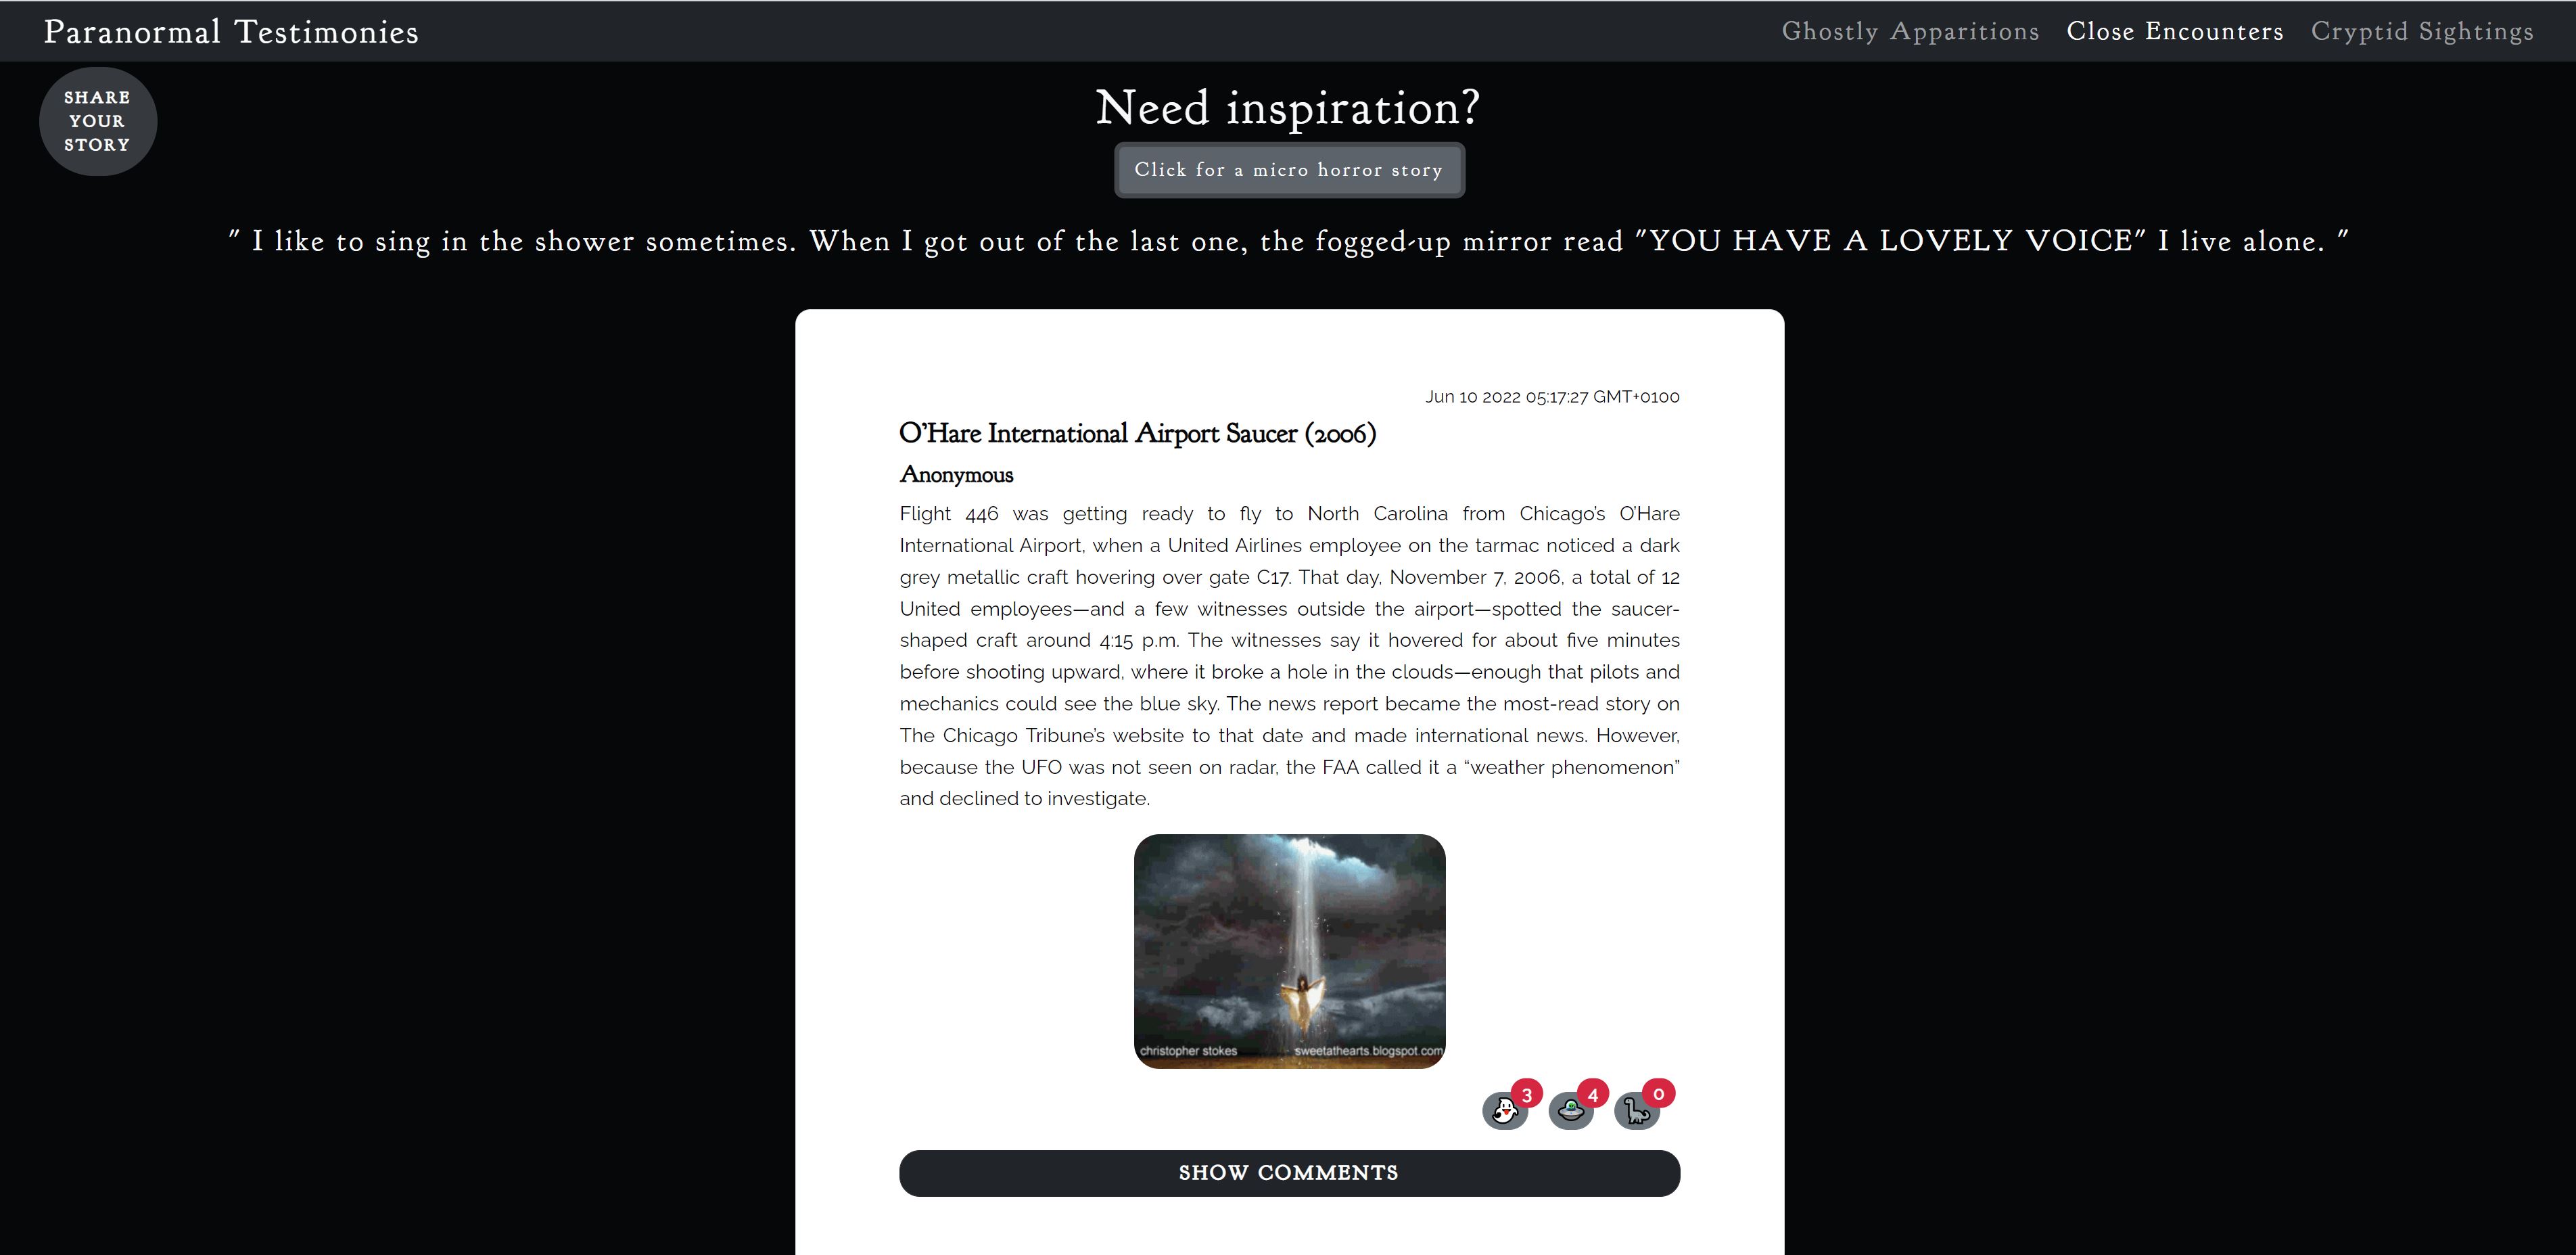 Paranormal Testimonies
Ghostly Apparitions Close Encounters Cryptid Sightings
SHARE
YOUR
STORY
Need inspiration?
Click for a micro horror story
" I like to sing in the shower sometimes. When I got out of the last one, the fogged-up mirror read "YOU HAVE A LOVELY VOICE" I live alone. "
Jun 10 2022 05:17:27 GMT+0100
O’Hare International Airport Saucer (2006)
Anonymous
Flight 446 was getting ready to fly to North Carolina from Chicago’s O’Hare
International Airport, when a United Airlines employee on the tarmac noticed a dark
grey metallic craft hovering over gate C17. That day, November 7, 2006, a total of 12
United employees—and a few witnesses outside the airport—spotted the saucer-
shaped craft around 4:15 p.m. The witnesses say it hovered for about five minutes
before shooting upward, where it broke a hole in the clouds—enough that pilots and
mechanics could see the blue sky. The news report became the most-read story on
The Chicago Tribune’s website to that date and made international news. However,
because the UFO was not seen on radar, the FAA called it a “weather phenomenon”
and declined to investigate.
christopher stokes sweetathearts.blogspot.com
3 4 0
SHOW COMMENTS